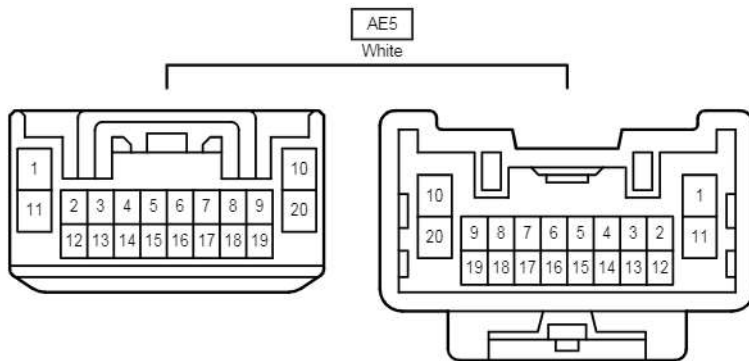 AE5
White
1 10
11 2 3 4 5 6 7 8 9 20
12 13 14 15 16 17 18 19
10 1
20 9 8 7 6 5 4 3 2 11
19 18 17 16 15 14 13 12